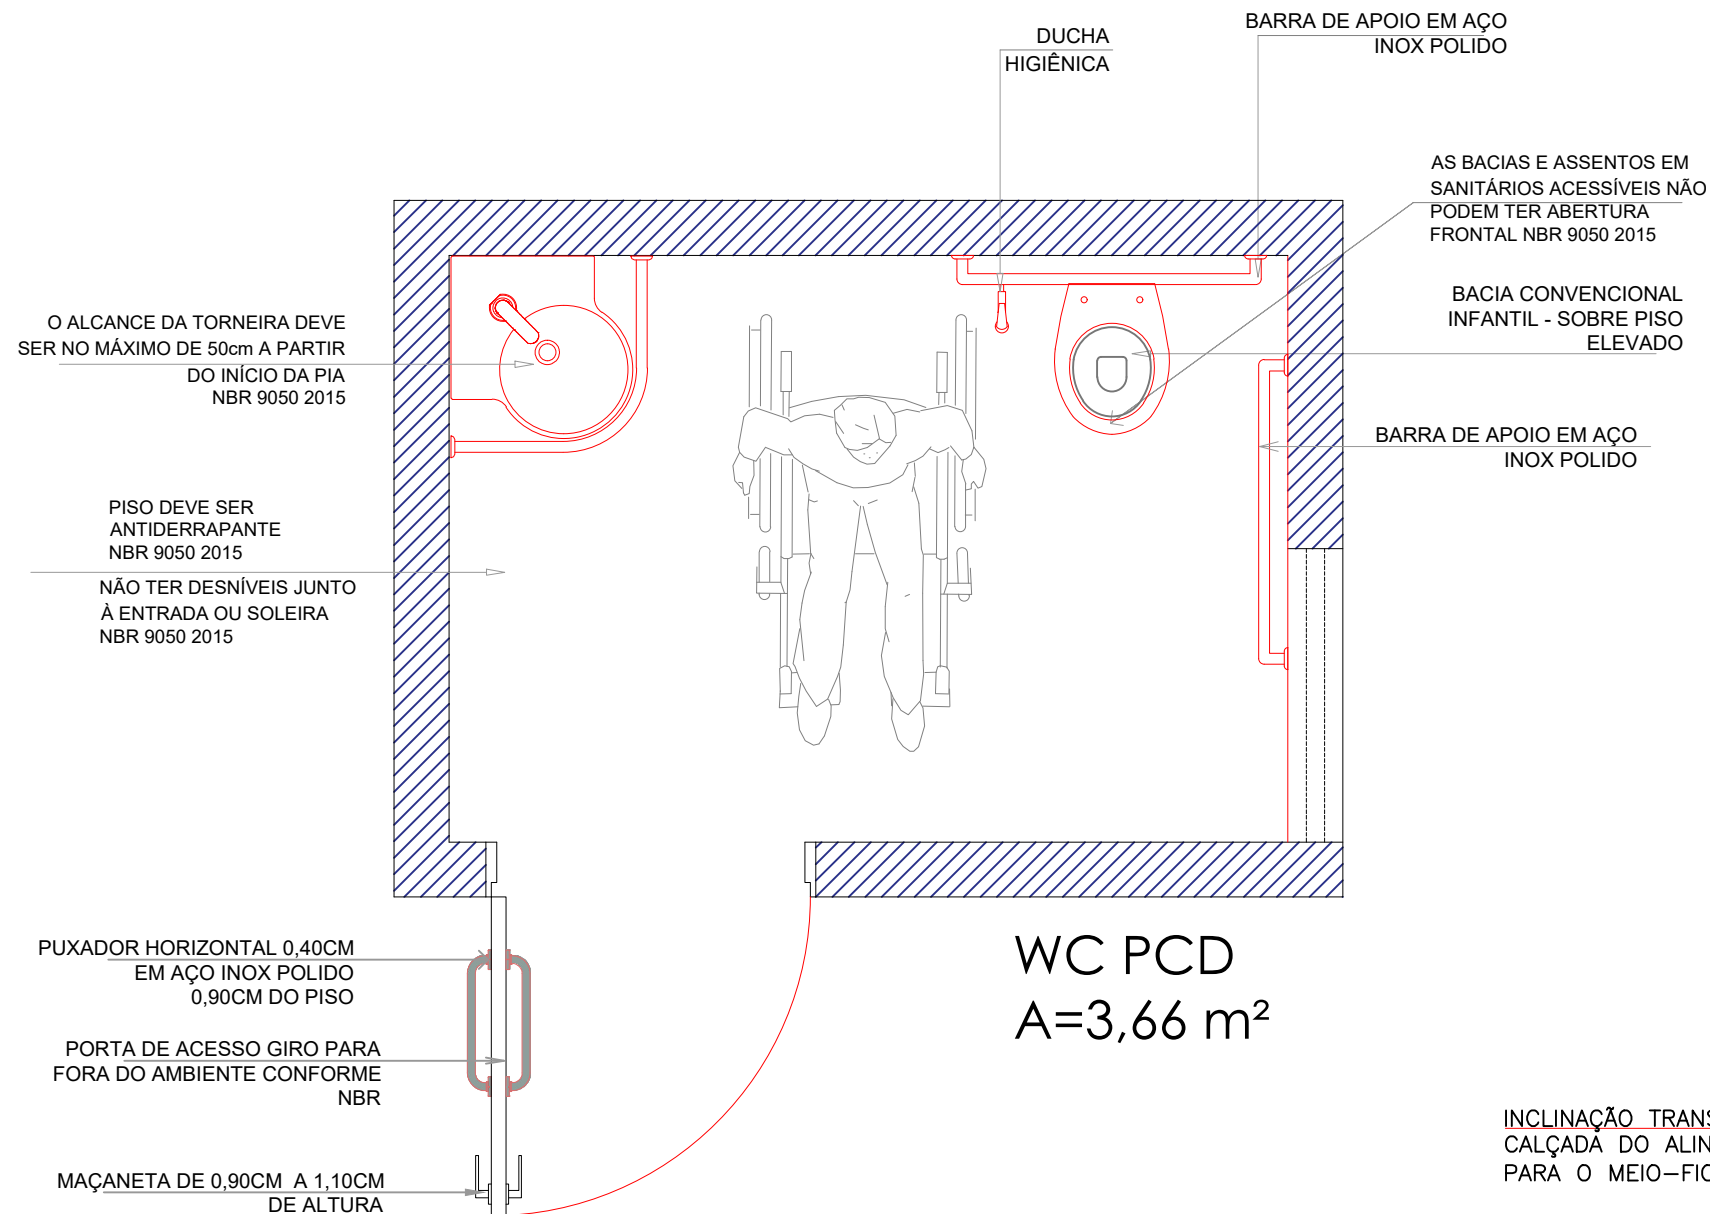 DUCHA
HIGIÊNICA
BARRA DE APOIO EM AÇO
INOX POLIDO
AS BACIAS E ASSENTOS EM
SANITÁRIOS ACESSÍVEIS NÃO
PODEM TER ABERTURA
FRONTAL NBR 9050 2015
BACIA CONVENCIONAL
INFANTIL - SOBRE PISO
ELEVADO
BARRA DE APOIO EM AÇO
INOX POLIDO
O ALCANCE DA TORNEIRA DEVE
SER NO MÁXIMO DE 50cm A PARTIR
DO INÍCIO DA PIA
NBR 9050 2015
PISO DEVE SER
ANTIDERRAPANTE
NBR 9050 2015
NÃO TER DESNÍVEIS JUNTO
À ENTRADA OU SOLEIRA
NBR 9050 2015
PUXADOR HORIZONTAL 0,40CM
EM AÇO INOX POLIDO
0,90CM DO PISO
PORTA DE ACESSO GIRO PARA
FORA DO AMBIENTE CONFORME
NBR
MAÇANETA DE 0,90CM A 1,10CM
DE ALTURA
WC PCD
A=3,66 m²
INCLINAÇÃO TRANS
CALÇADA DO ALIN
PARA O MEIO-FIO